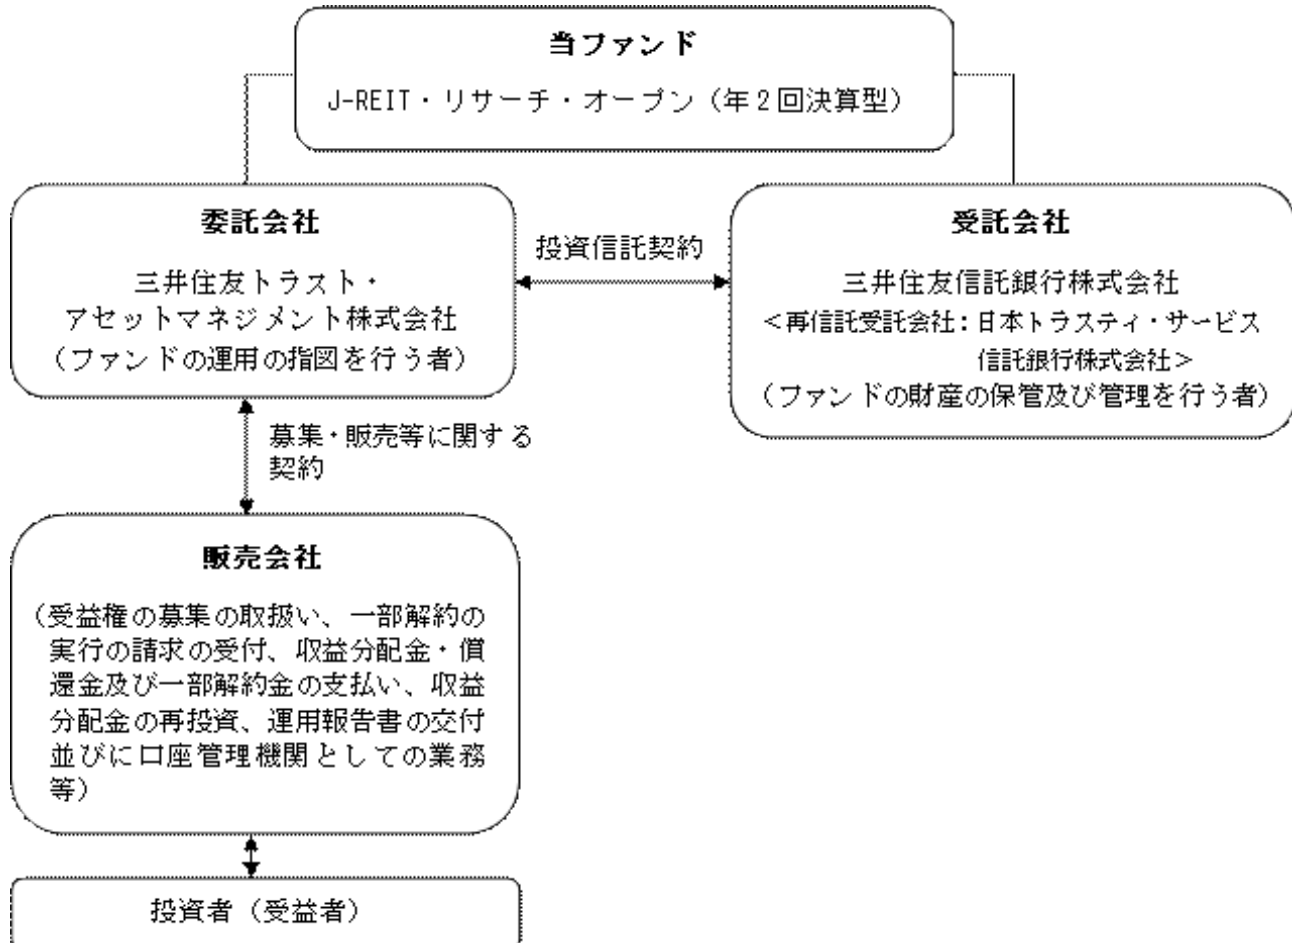 当ファンド
J-REIT・リサーチ・オープン（年２回決算型）
委託会社
三井住友トラスト・
アセットマネジメント株式会社
（ファンドの運用の指図を行う者）
投資信託契約
受託会社
三井住友信託銀行株式会社
＜再信託受託会社：日本トラスティ・サービス
信託銀行株式会社＞
（ファンドの財産の保管及び管理を行う者）
募集・販売等に関する
契約
販売会社
（受益権の募集の取扱い、一部解約の
実行の請求の受付、収益分配金・償
還金及び一部解約金の支払い、収益
分配金の再投資、運用報告書の交付
並びに口座管理機関としての業務
等）
投資者（受益者）